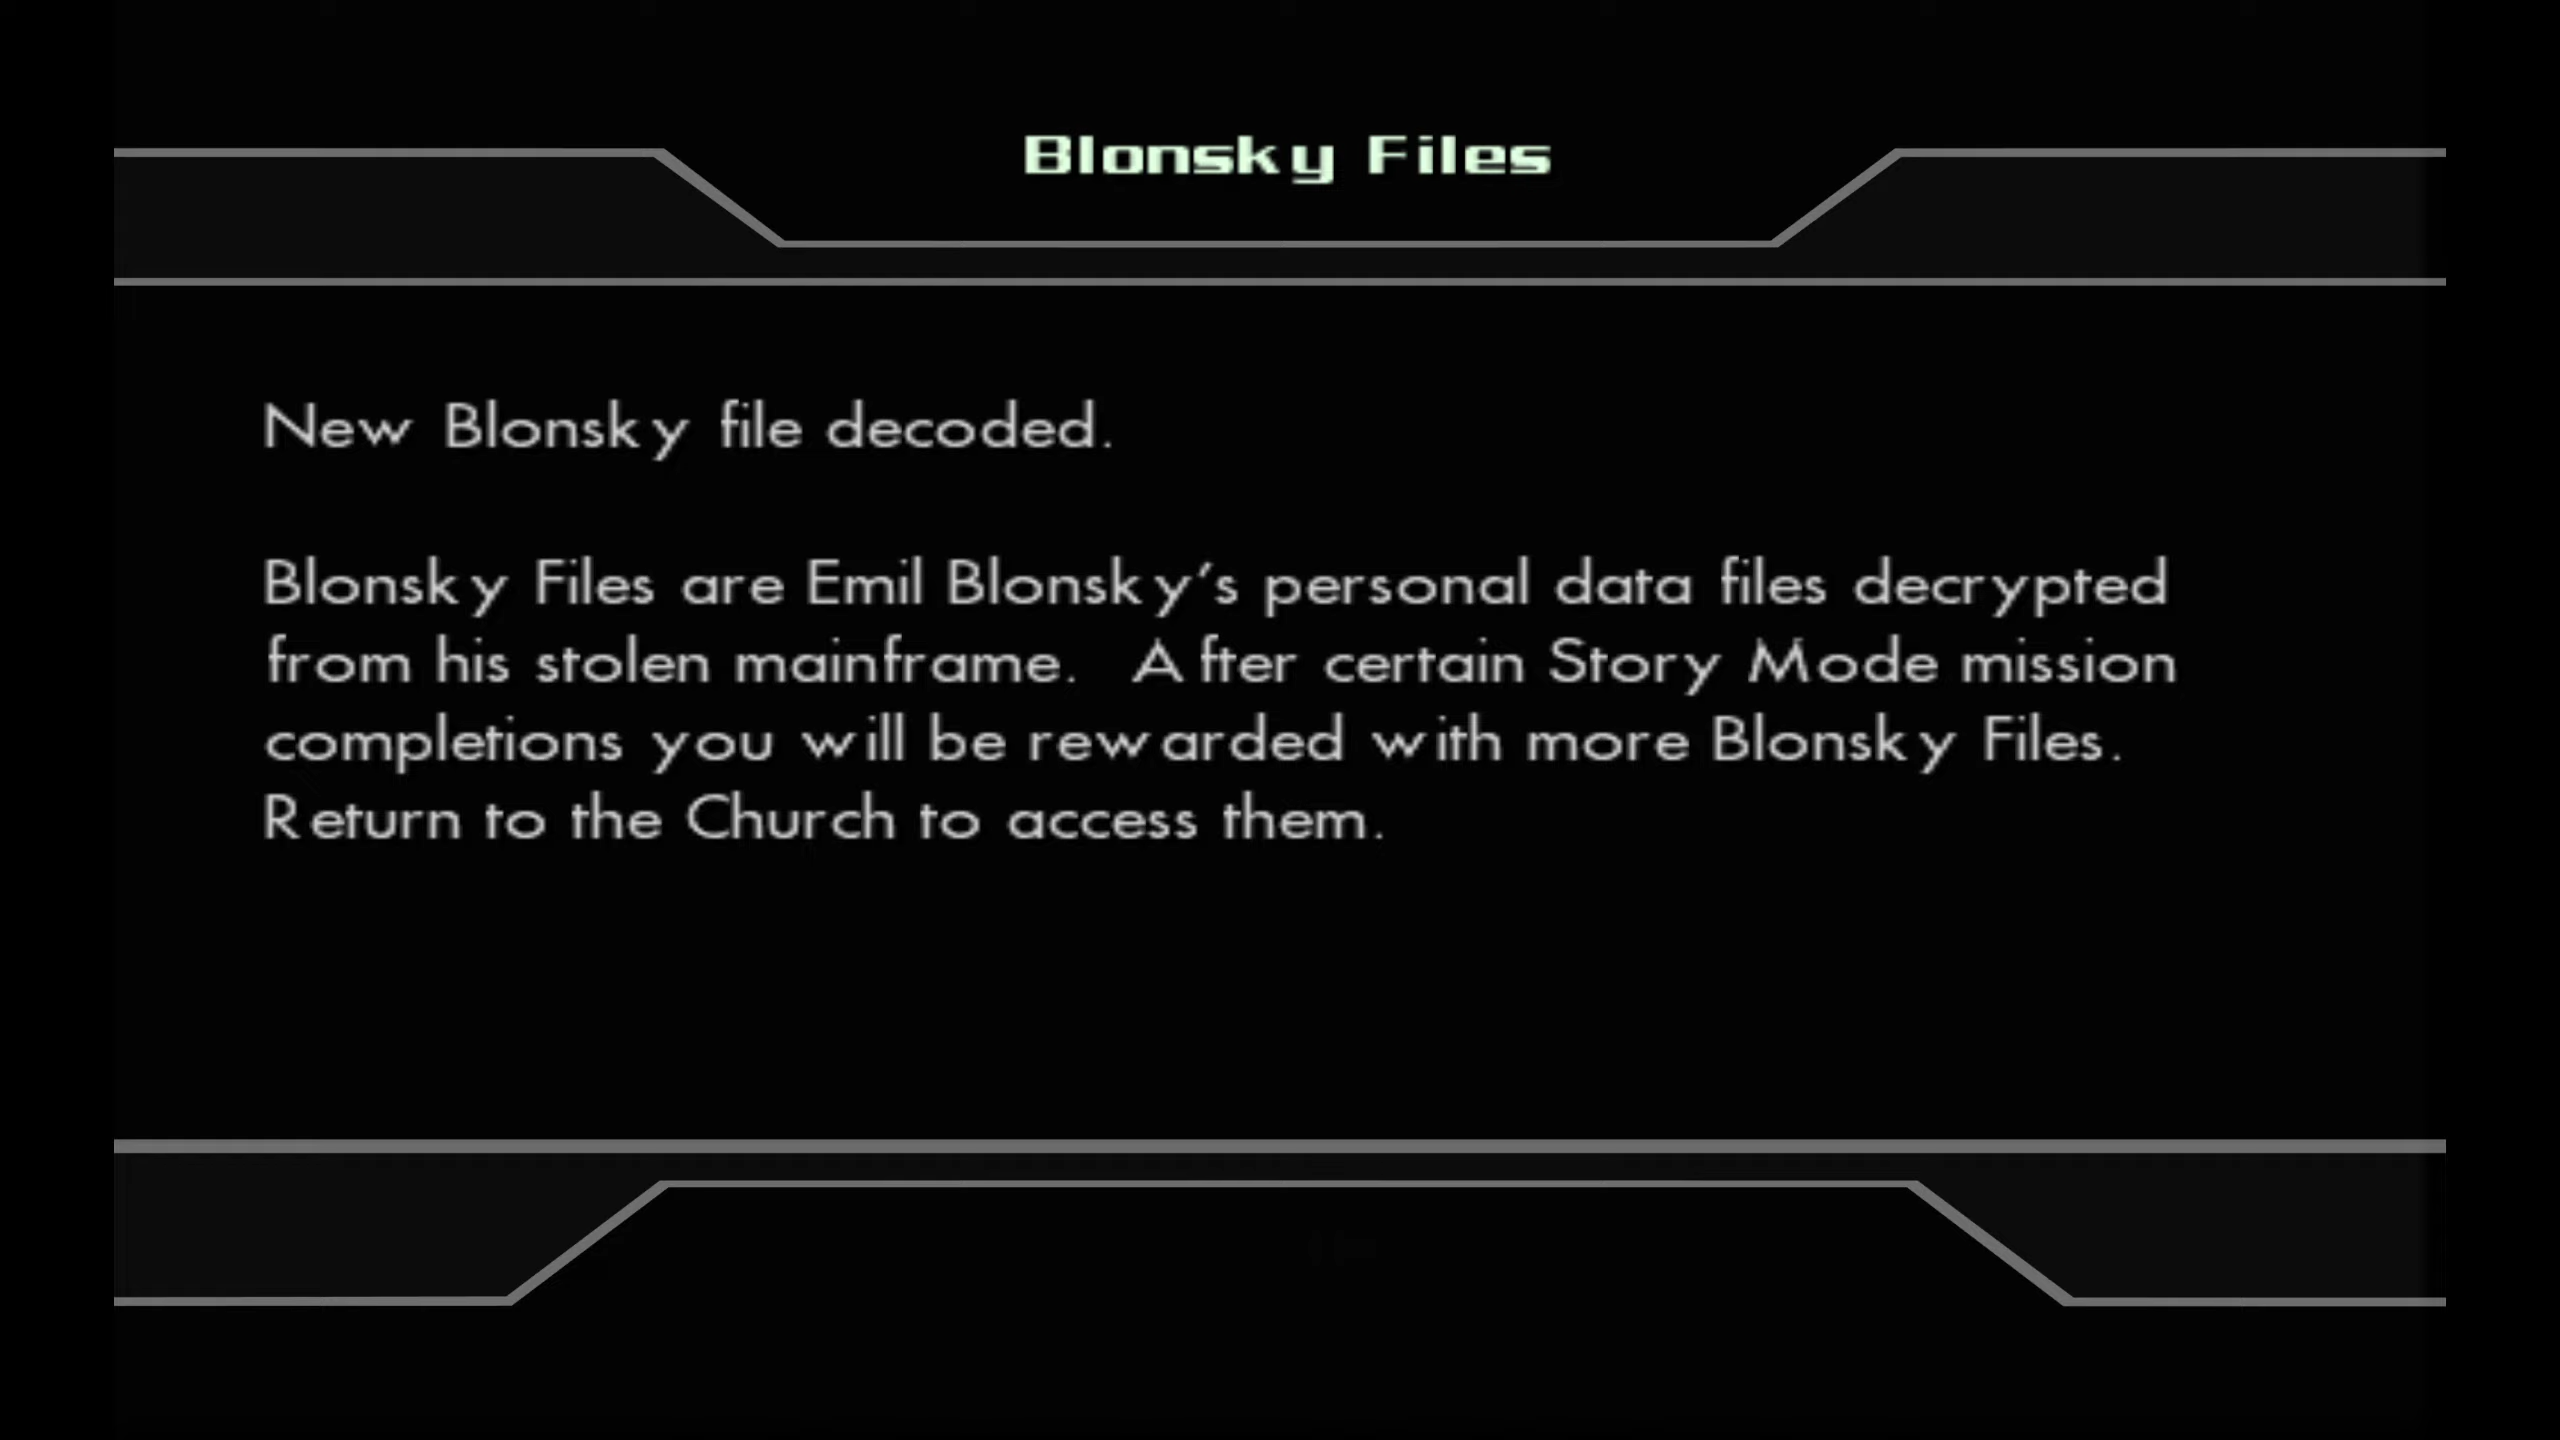 Blonsky Files
New Blonsky file decoded.
Blonsky Files are Emil Blonsky's personal data files decrypted
from his stolen mainframe.  After certain Story Mode mission
completions you will be rewarded with more Blonsky Files.
Return to the Church to access them.